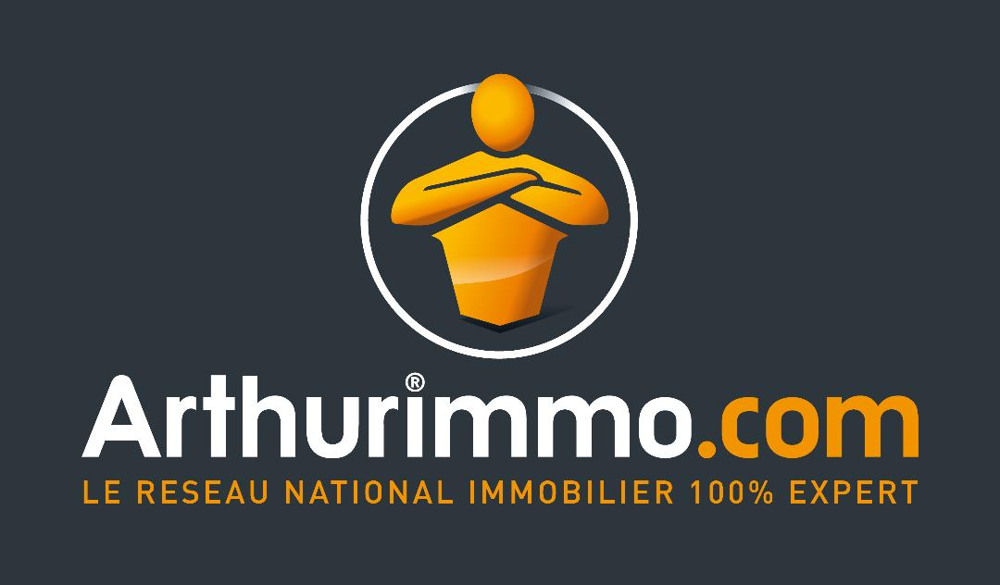 Arthurimmo.com®
LE RESEAU NATIONAL IMMOBILIER 100% EXPERT